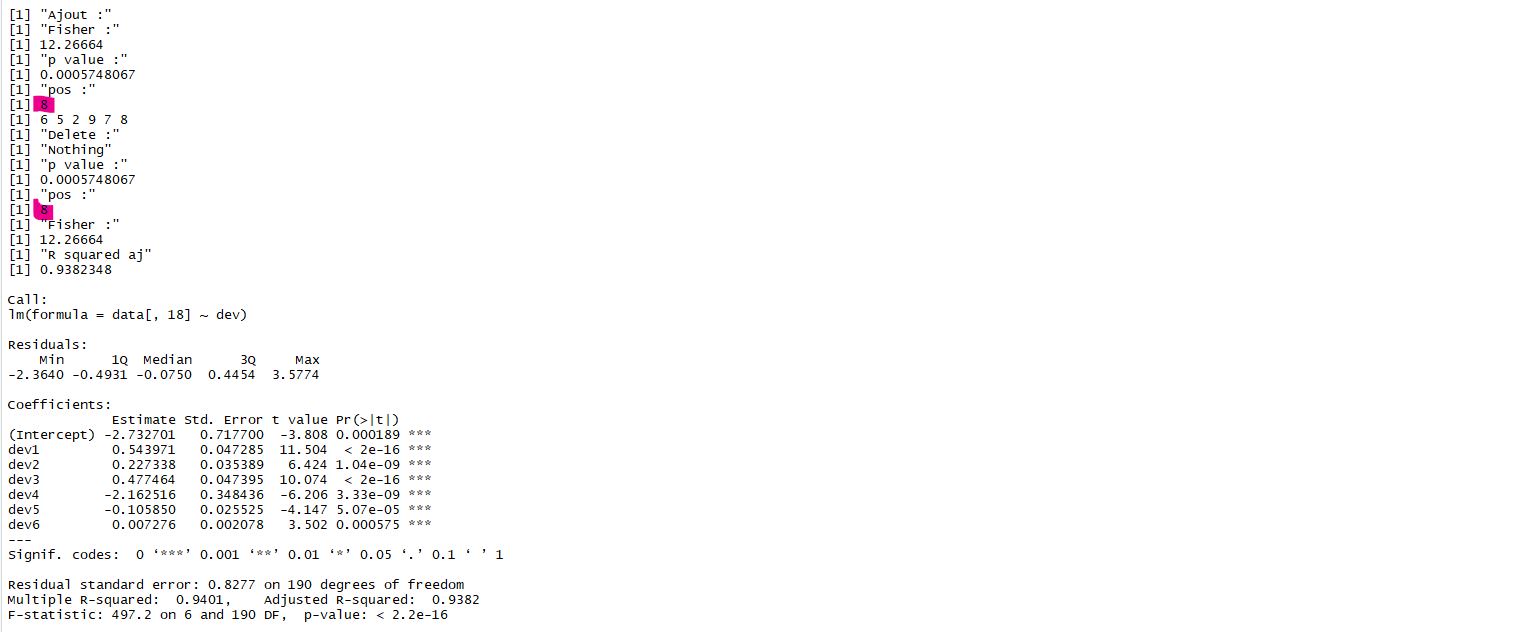 [1] "Ajout :"
[1] "Fisher :"
[1] 12.26664
[1] "p value :"
[1] 0.0005748067
[1] "pos :"
[1] 8
[1] 6 5 2 9 7 8
[1] "Delete :"
[1] "Nothing"
[1] "p value :"
[1] 0.0005748067
[1] "pos :"
[1] 8
[1] "Fisher :"
[1] 12.26664
[1] "R squared aj"
[1] 0.9382348
Call:
lm(formula = data[, 18] ~ dev)
Residuals:
Min 1Q Median 3Q Max
-2.3640 -0.4931 -0.0750 0.4454 3.5774
Coefficients:
Estimate Std. Error t value Pr(>|t|)
(Intercept) -2.732701 0.717700 -3.808 0.000189 ***
dev1 0.543971 0.047285 11.504 < 2e-16 ***
dev2 0.227338 0.035389 6.424 1.04e-09 ***
dev3 0.477464 0.047395 10.074 < 2e-16 ***
dev4 -2.162516 0.348436 -6.206 3.33e-09 ***
dev5 -0.105850 0.025525 -4.147 5.07e-05 ***
dev6 0.007276 0.002078 3.502 0.000575 ***
---
Signif. codes: 0 ‘***’ 0.001 ‘**’ 0.01 ‘*’ 0.05 ‘.’ 0.1 ‘ ’ 1
Residual standard error: 0.8277 on 190 degrees of freedom
Multiple R-squared: 0.9401, Adjusted R-squared: 0.9382
F-statistic: 497.2 on 6 and 190 DF, p-value: < 2.2e-16